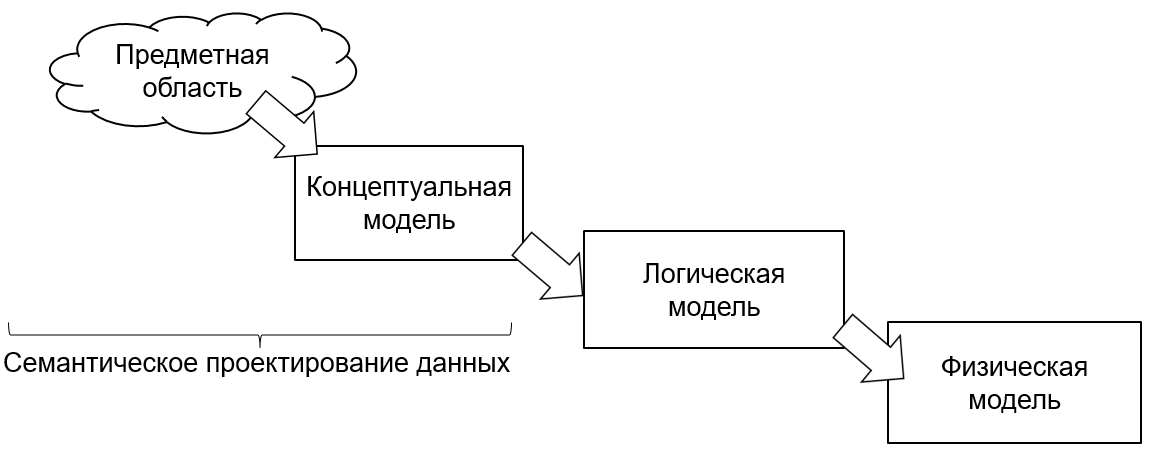 Предметная
область
Концептуальная
модель
Логическая
модель
Семантическое проектирование данных
Физическая
модель